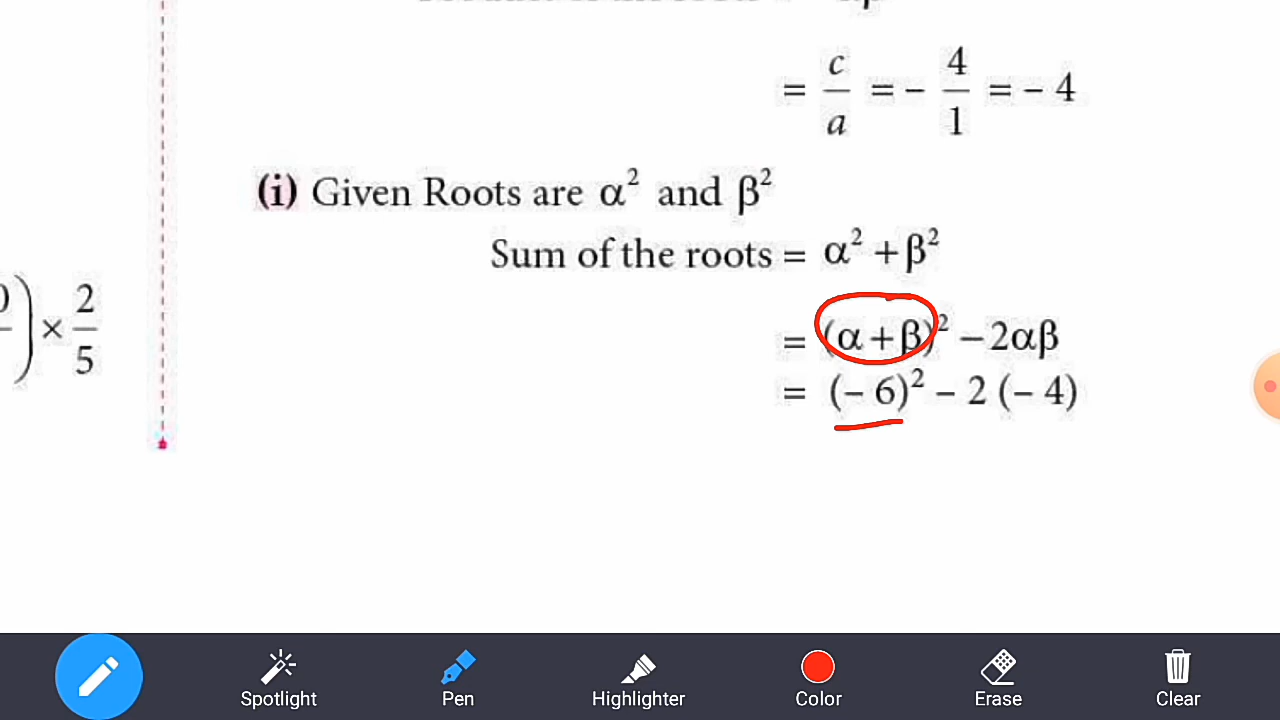 = c/a = – 4/1 = – 4
(i) Given Roots are α² and β²
Sum of the roots = α² + β²
) × 2/5
= (α + β)² – 2αβ
= (– 6)² – 2 (– 4)
Spotlight Pen Highlighter Color Erase Clear